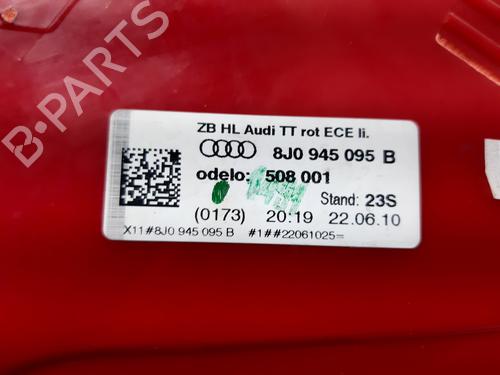 B-PARTS
ZB HL Audi TT rot ECE li.
8J0 945 095 B
odelo: 508 001
Stand: 23S
(0173) 20:19 22.06.10
X11#8J0 945 095 B #1##22061025=